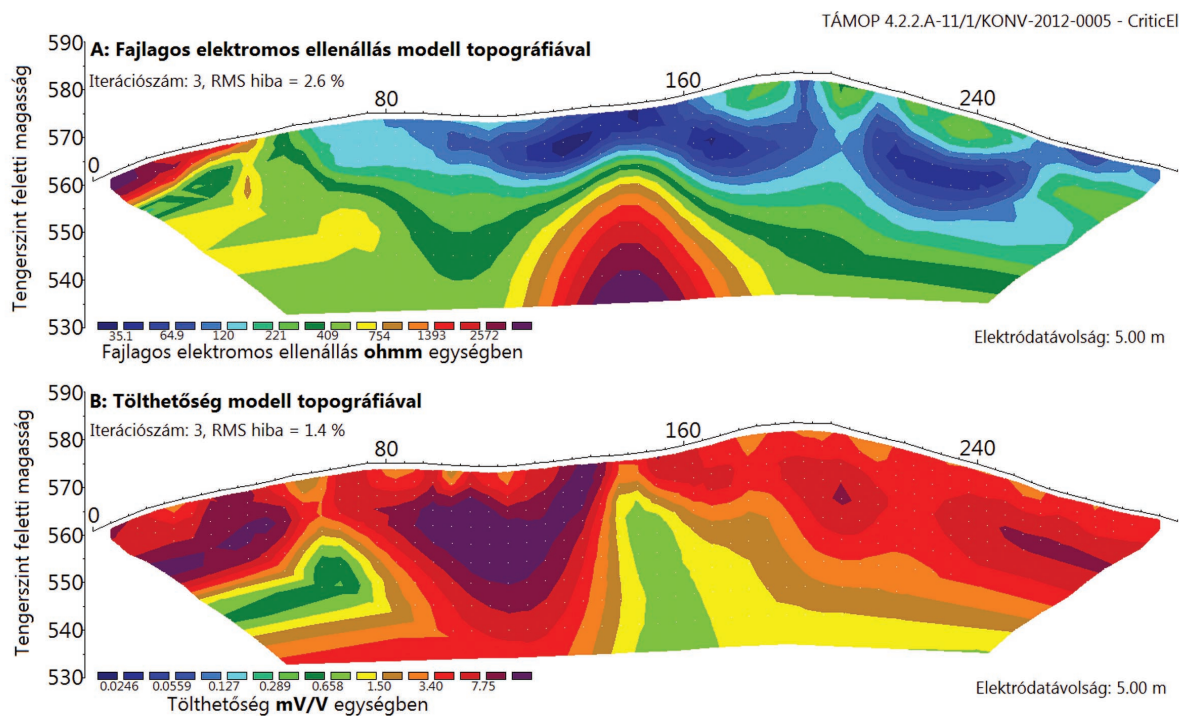 TÁMOP 4.2.2.A-11/1/KONV-2012-0005 - CriticEl
A: Fajlagos elektromos ellenállás modell topográfiával
Iterációszám: 3, RMS hiba = 2.6 %
Tengerszint feletti magasság
590
580
570
560
550
540
530
0
80
160
240
35.1 64.9 120 221 409 754 1393 2572
Fajlagos elektromos ellenállás ohmm egységben
Elektródatávolság: 5.00 m
B: Tölthetőség modell topográfiával
Iterációszám: 3, RMS hiba = 1.4 %
Tengerszint feletti magasság
590
580
570
560
550
540
530
0
80
160
240
0.0246 0.0559 0.127 0.289 0.658 1.50 3.40 7.75
Tölthetőség mV/V egységben
Elektródatávolság: 5.00 m